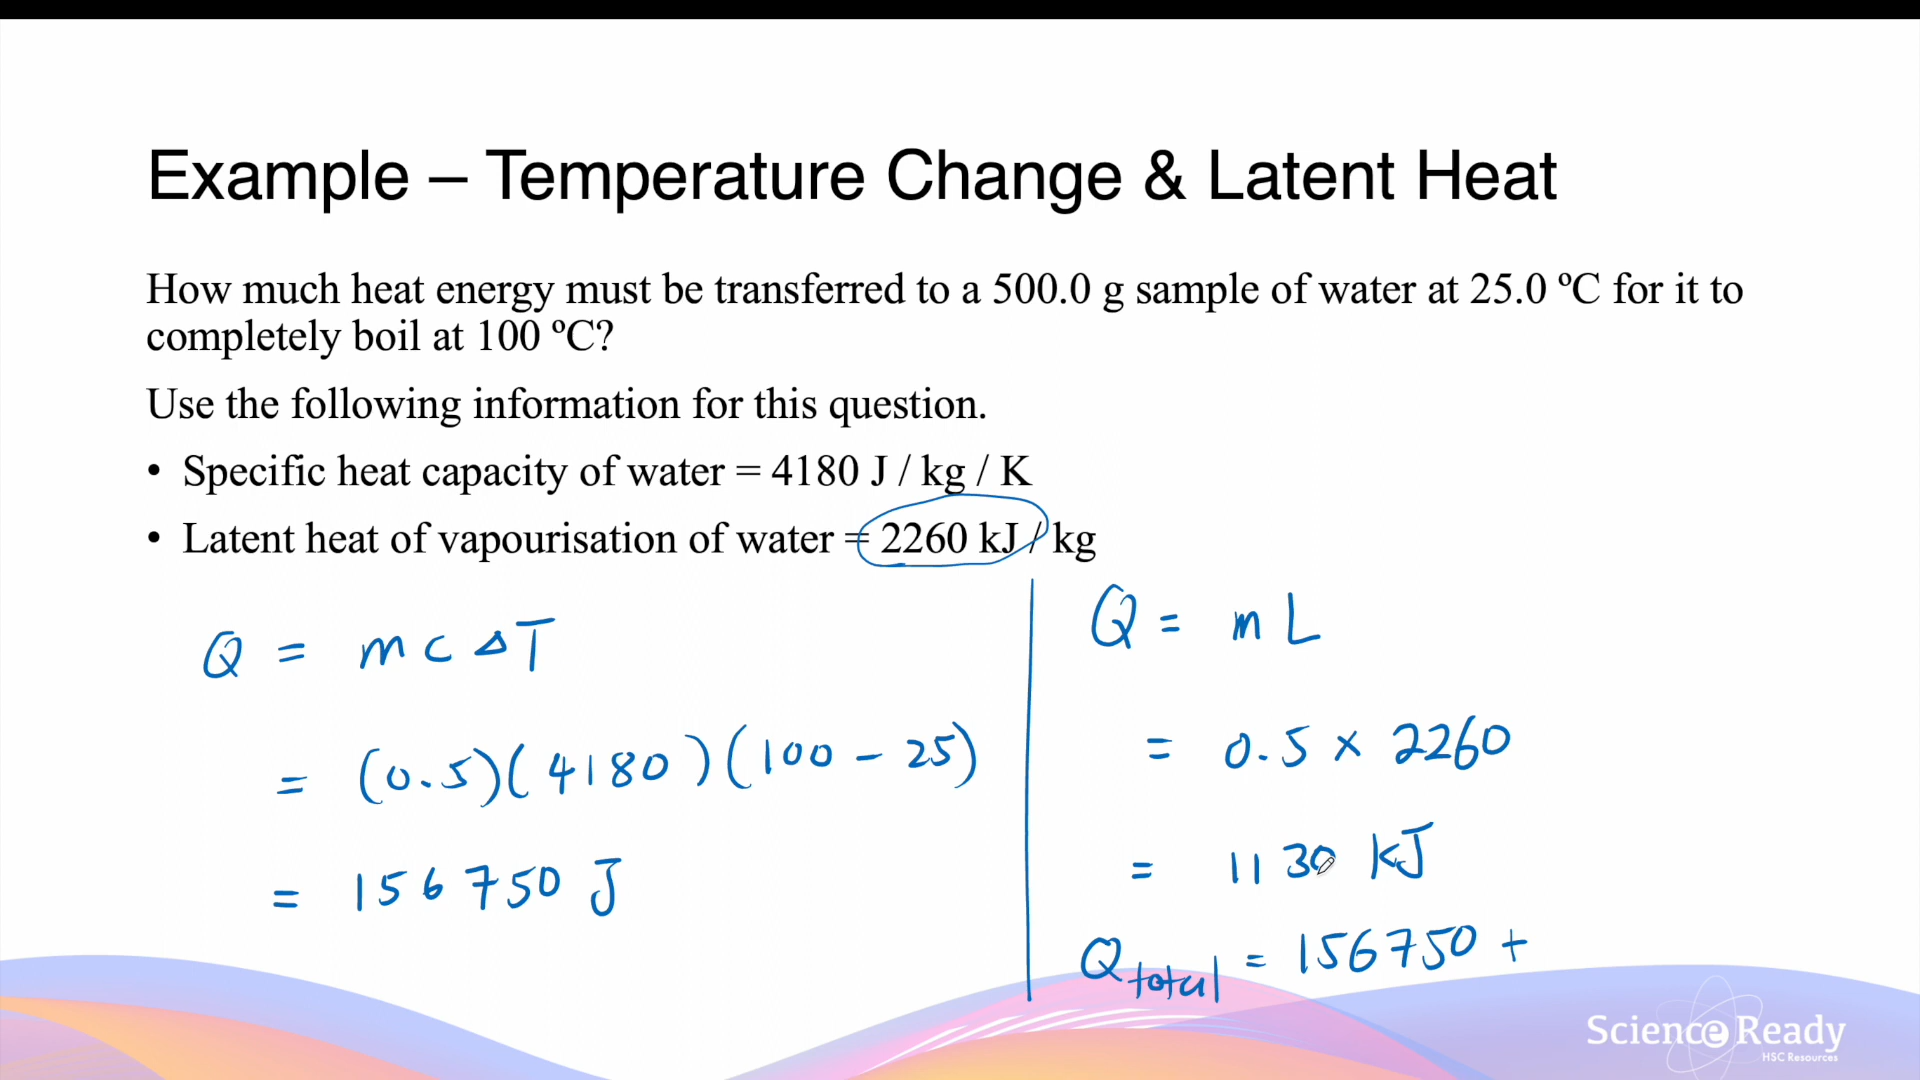 Example – Temperature Change & Latent Heat
How much heat energy must be transferred to a 500.0 g sample of water at 25.0 ºC for it to
completely boil at 100 ºC?
Use the following information for this question.
• Specific heat capacity of water = 4180 J / kg / K
• Latent heat of vapourisation of water = 2260 kJ / kg
Q = mc△T
= (0.5)(4180)(100 - 25)
= 156750 J
Q = mL
= 0.5 × 2260
= 1130 kJ
Qtotal = 156750 +
Science Ready
HSC Resources